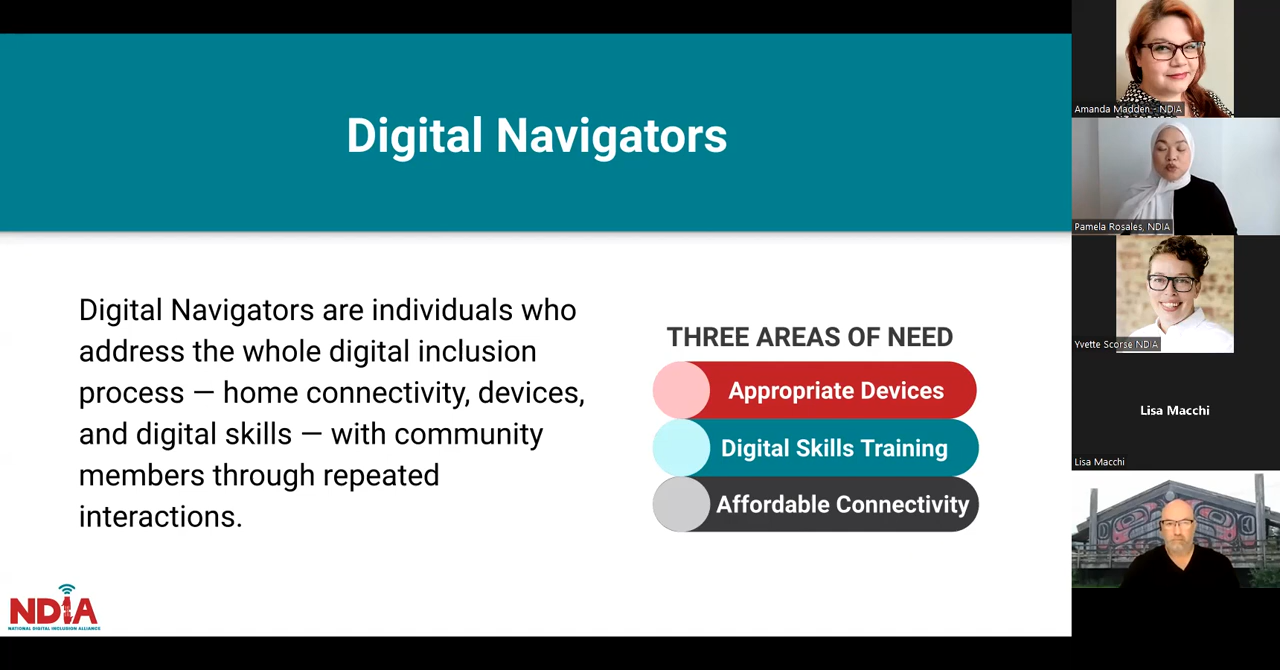 Digital Navigators
Digital Navigators are individuals who
address the whole digital inclusion
process — home connectivity, devices,
and digital skills — with community
members through repeated
interactions.
THREE AREAS OF NEED
Appropriate Devices
Digital Skills Training
Affordable Connectivity
NDIA
NATIONAL DIGITAL INCLUSION ALLIANCE
Amanda Madden - NDIA
Pamela Rosales, NDIA
Yvette Scorse NDIA
Lisa Macchi
Lisa Macchi